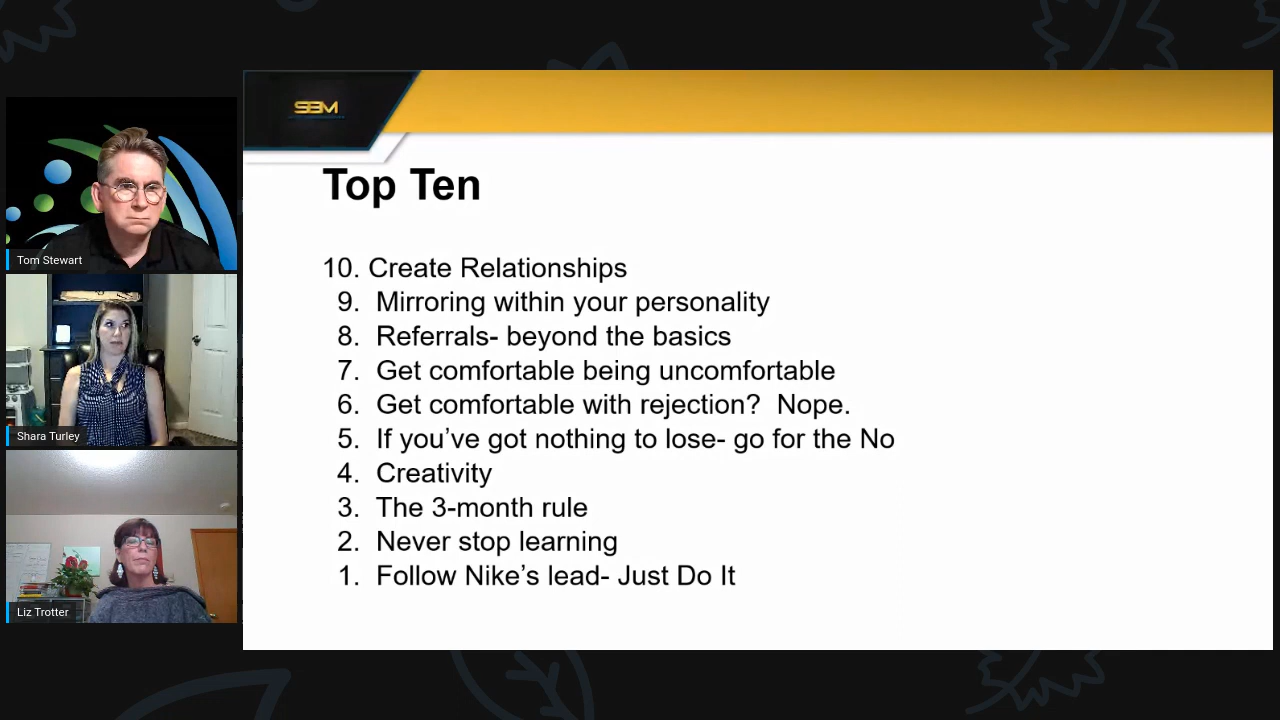 Tom Stewart
Shara Turley
Liz Trotter
SBM
Top Ten
10. Create Relationships
9. Mirroring within your personality
8. Referrals- beyond the basics
7. Get comfortable being uncomfortable
6. Get comfortable with rejection? Nope.
5. If you’ve got nothing to lose- go for the No
4. Creativity
3. The 3-month rule
2. Never stop learning
1. Follow Nike’s lead- Just Do It